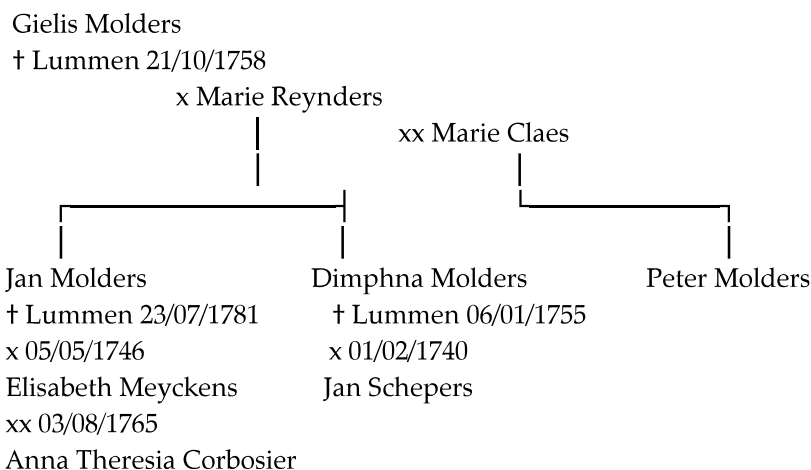 Gielis Molders
† Lummen 21/10/1758
x Marie Reynders
xx Marie Claes
Jan Molders
† Lummen 23/07/1781
x 05/05/1746
Elisabeth Meyckens
xx 03/08/1765
Anna Theresia Corbosier
Dimphna Molders
† Lummen 06/01/1755
x 01/02/1740
Jan Schepers
Peter Molders